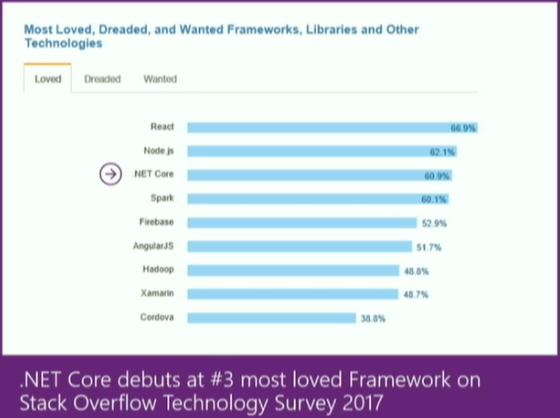 Most Loved, Dreaded, and Wanted Frameworks, Libraries and Other
Technologies
Loved Dreaded Wanted
React 66.9%
Node.js 62.1%
.NET Core 60.9%
Spark 60.1%
Firebase 52.9%
AngularJS 51.7%
Hadoop 48.8%
Xamarin 48.7%
Cordova 38.8%
.NET Core debuts at #3 most loved Framework on
Stack Overflow Technology Survey 2017